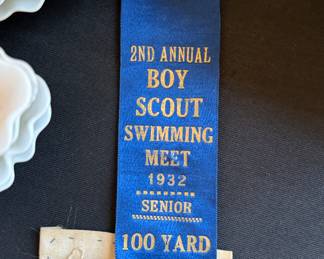 2ND ANNUAL
BOY
SCOUT
SWIMMING
MEET
1932
SENIOR
100 YARD